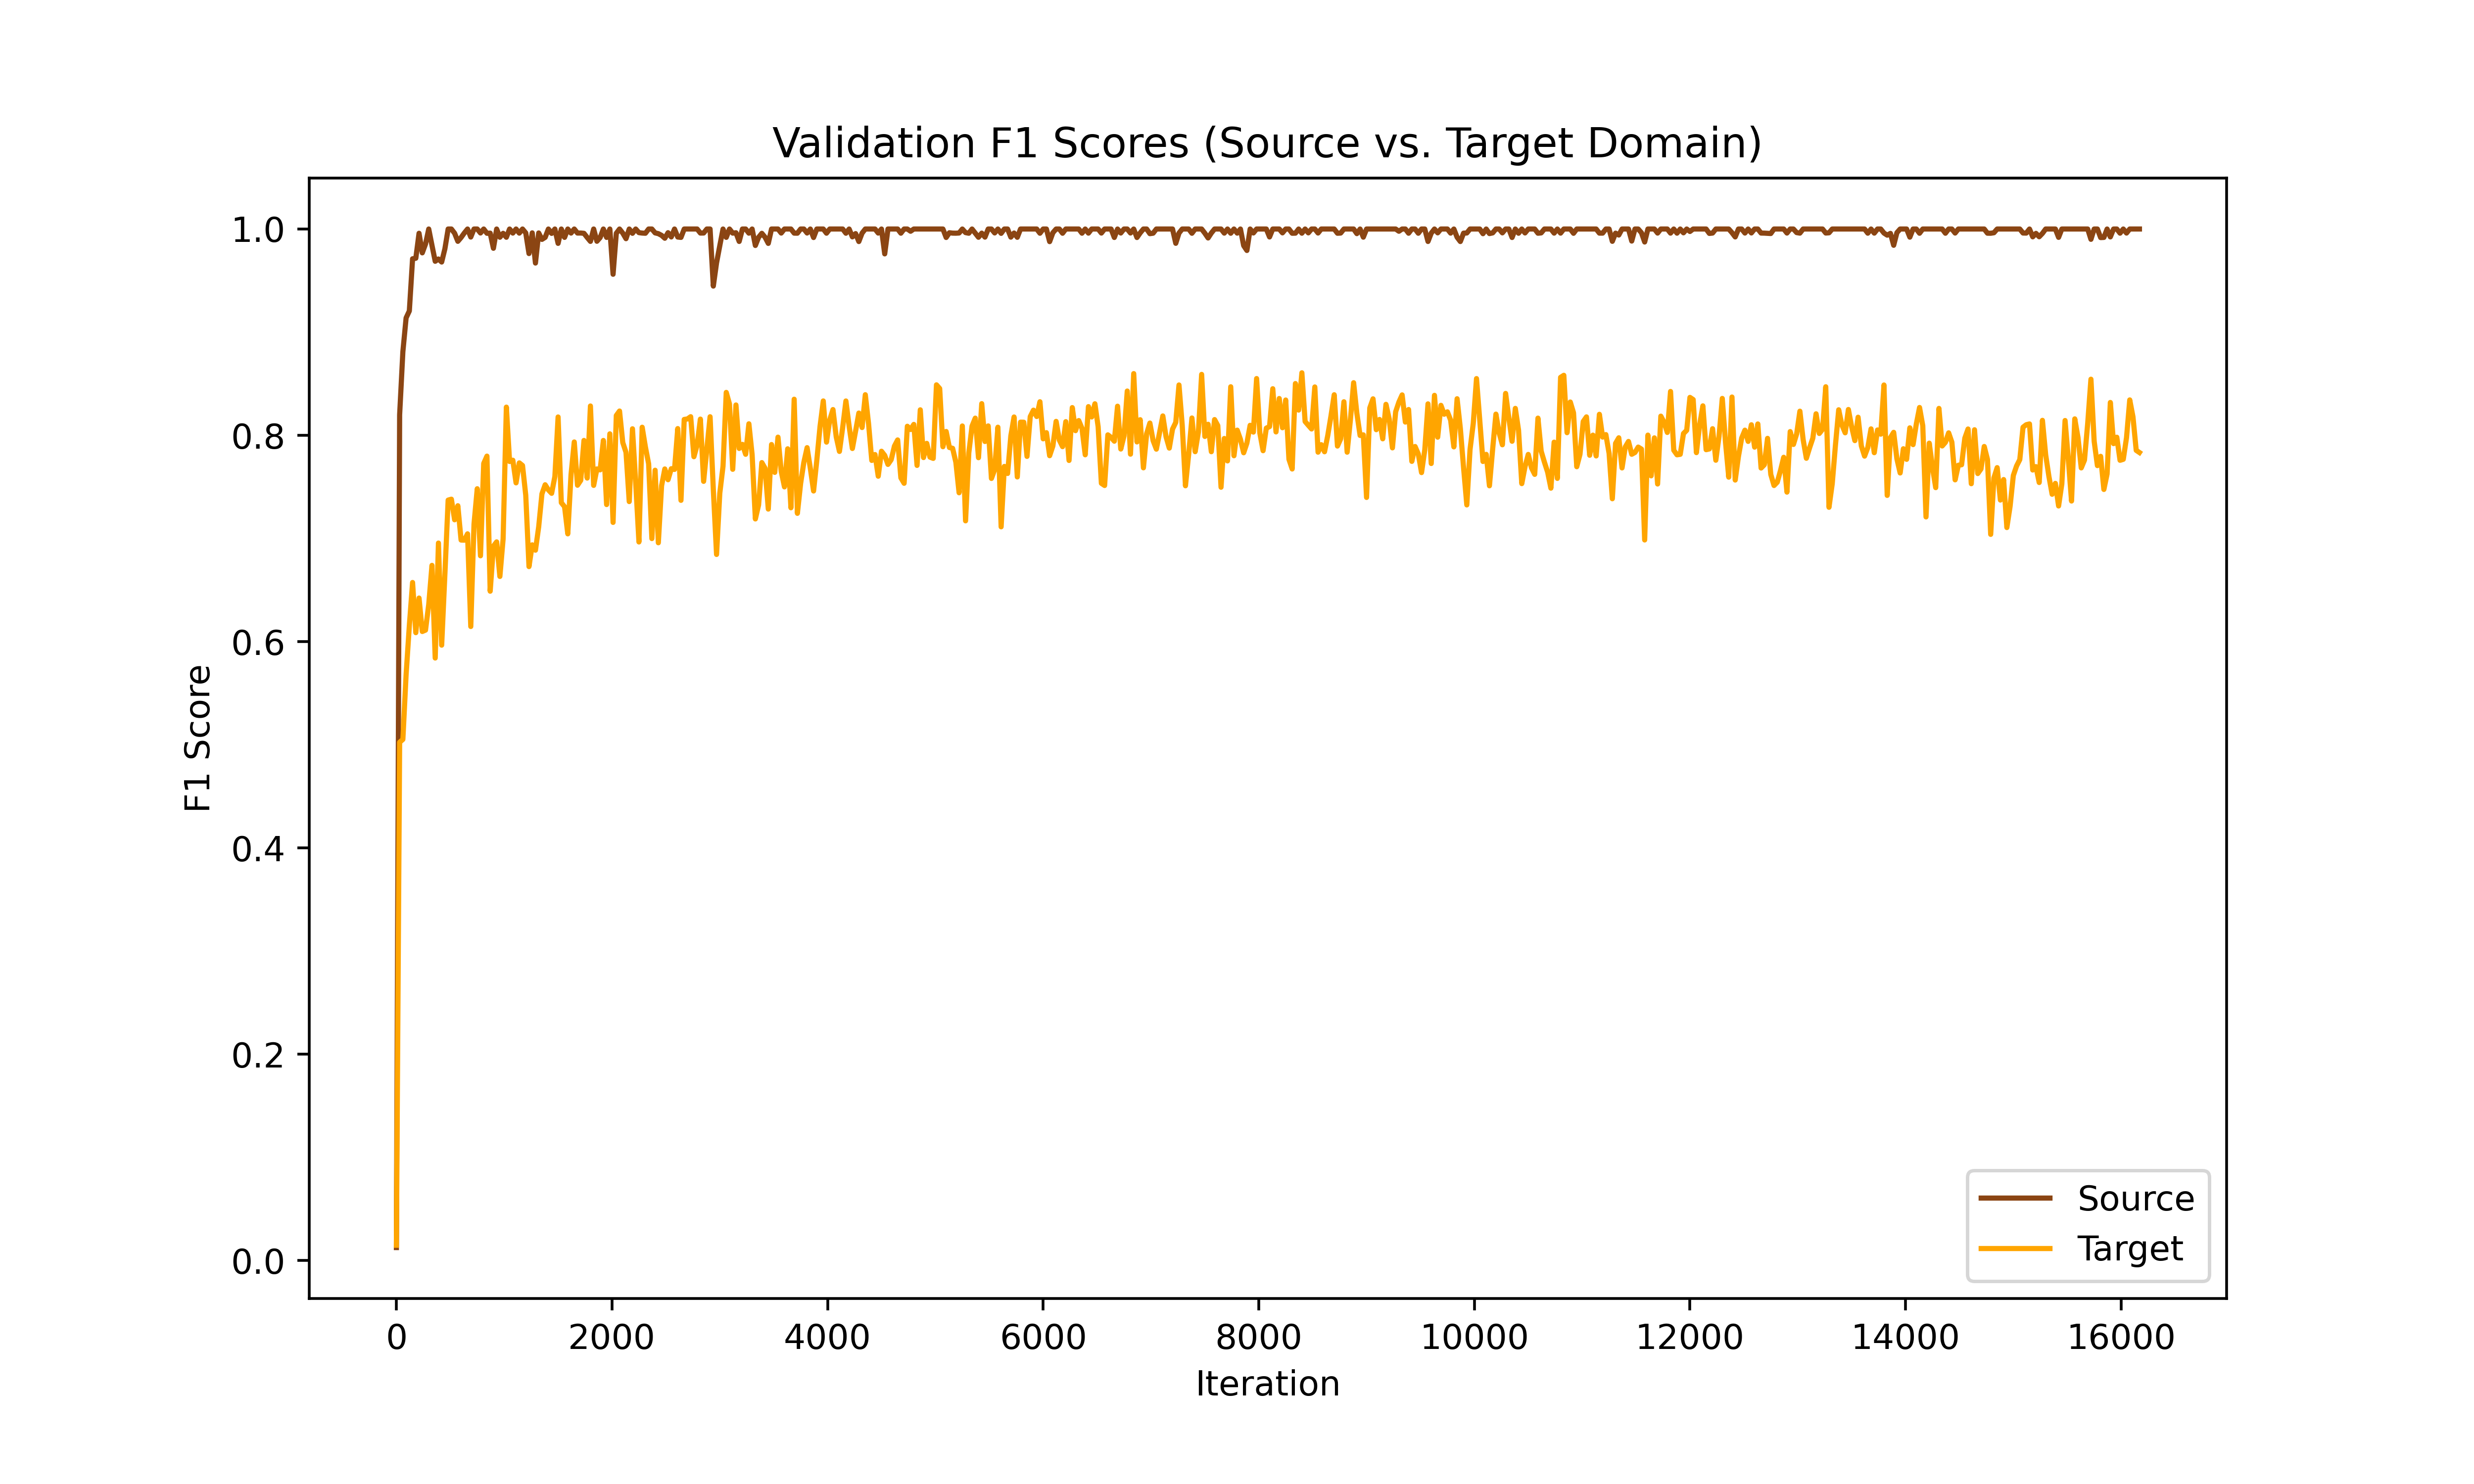 Validation F1 Scores (Source vs. Target Domain)
1.0
0.8
0.6
0.4
0.2
0.0
F1 Score
0 2000 4000 6000 8000 10000 12000 14000 16000
Iteration
Source
Target